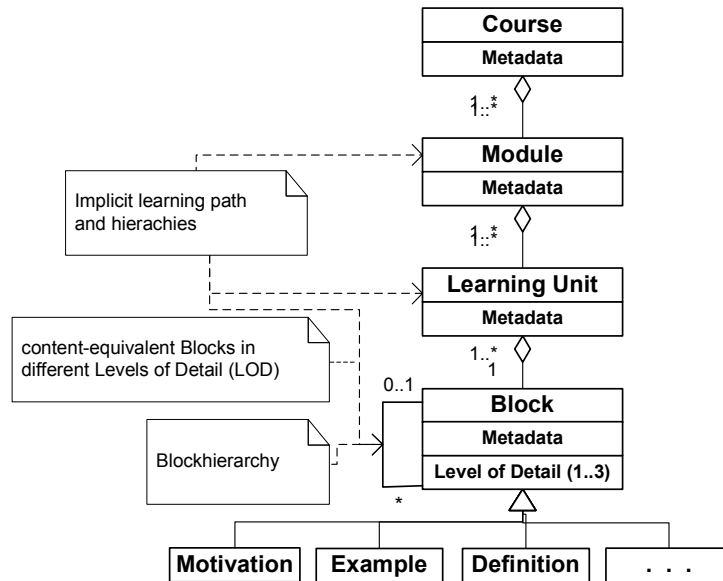 Course
Metadata
1..*
1::*
Module
Metadata
Implicit learning path
and hierachies
1..*
1::*
Learning Unit
Metadata
content-equivalent Blocks in
different Levels of Detail (LOD)
1..*
1
0..1
Block
Metadata
Level of Detail (1..3)
Blockhierarchy
*
Motivation
Example
Definition
. . .